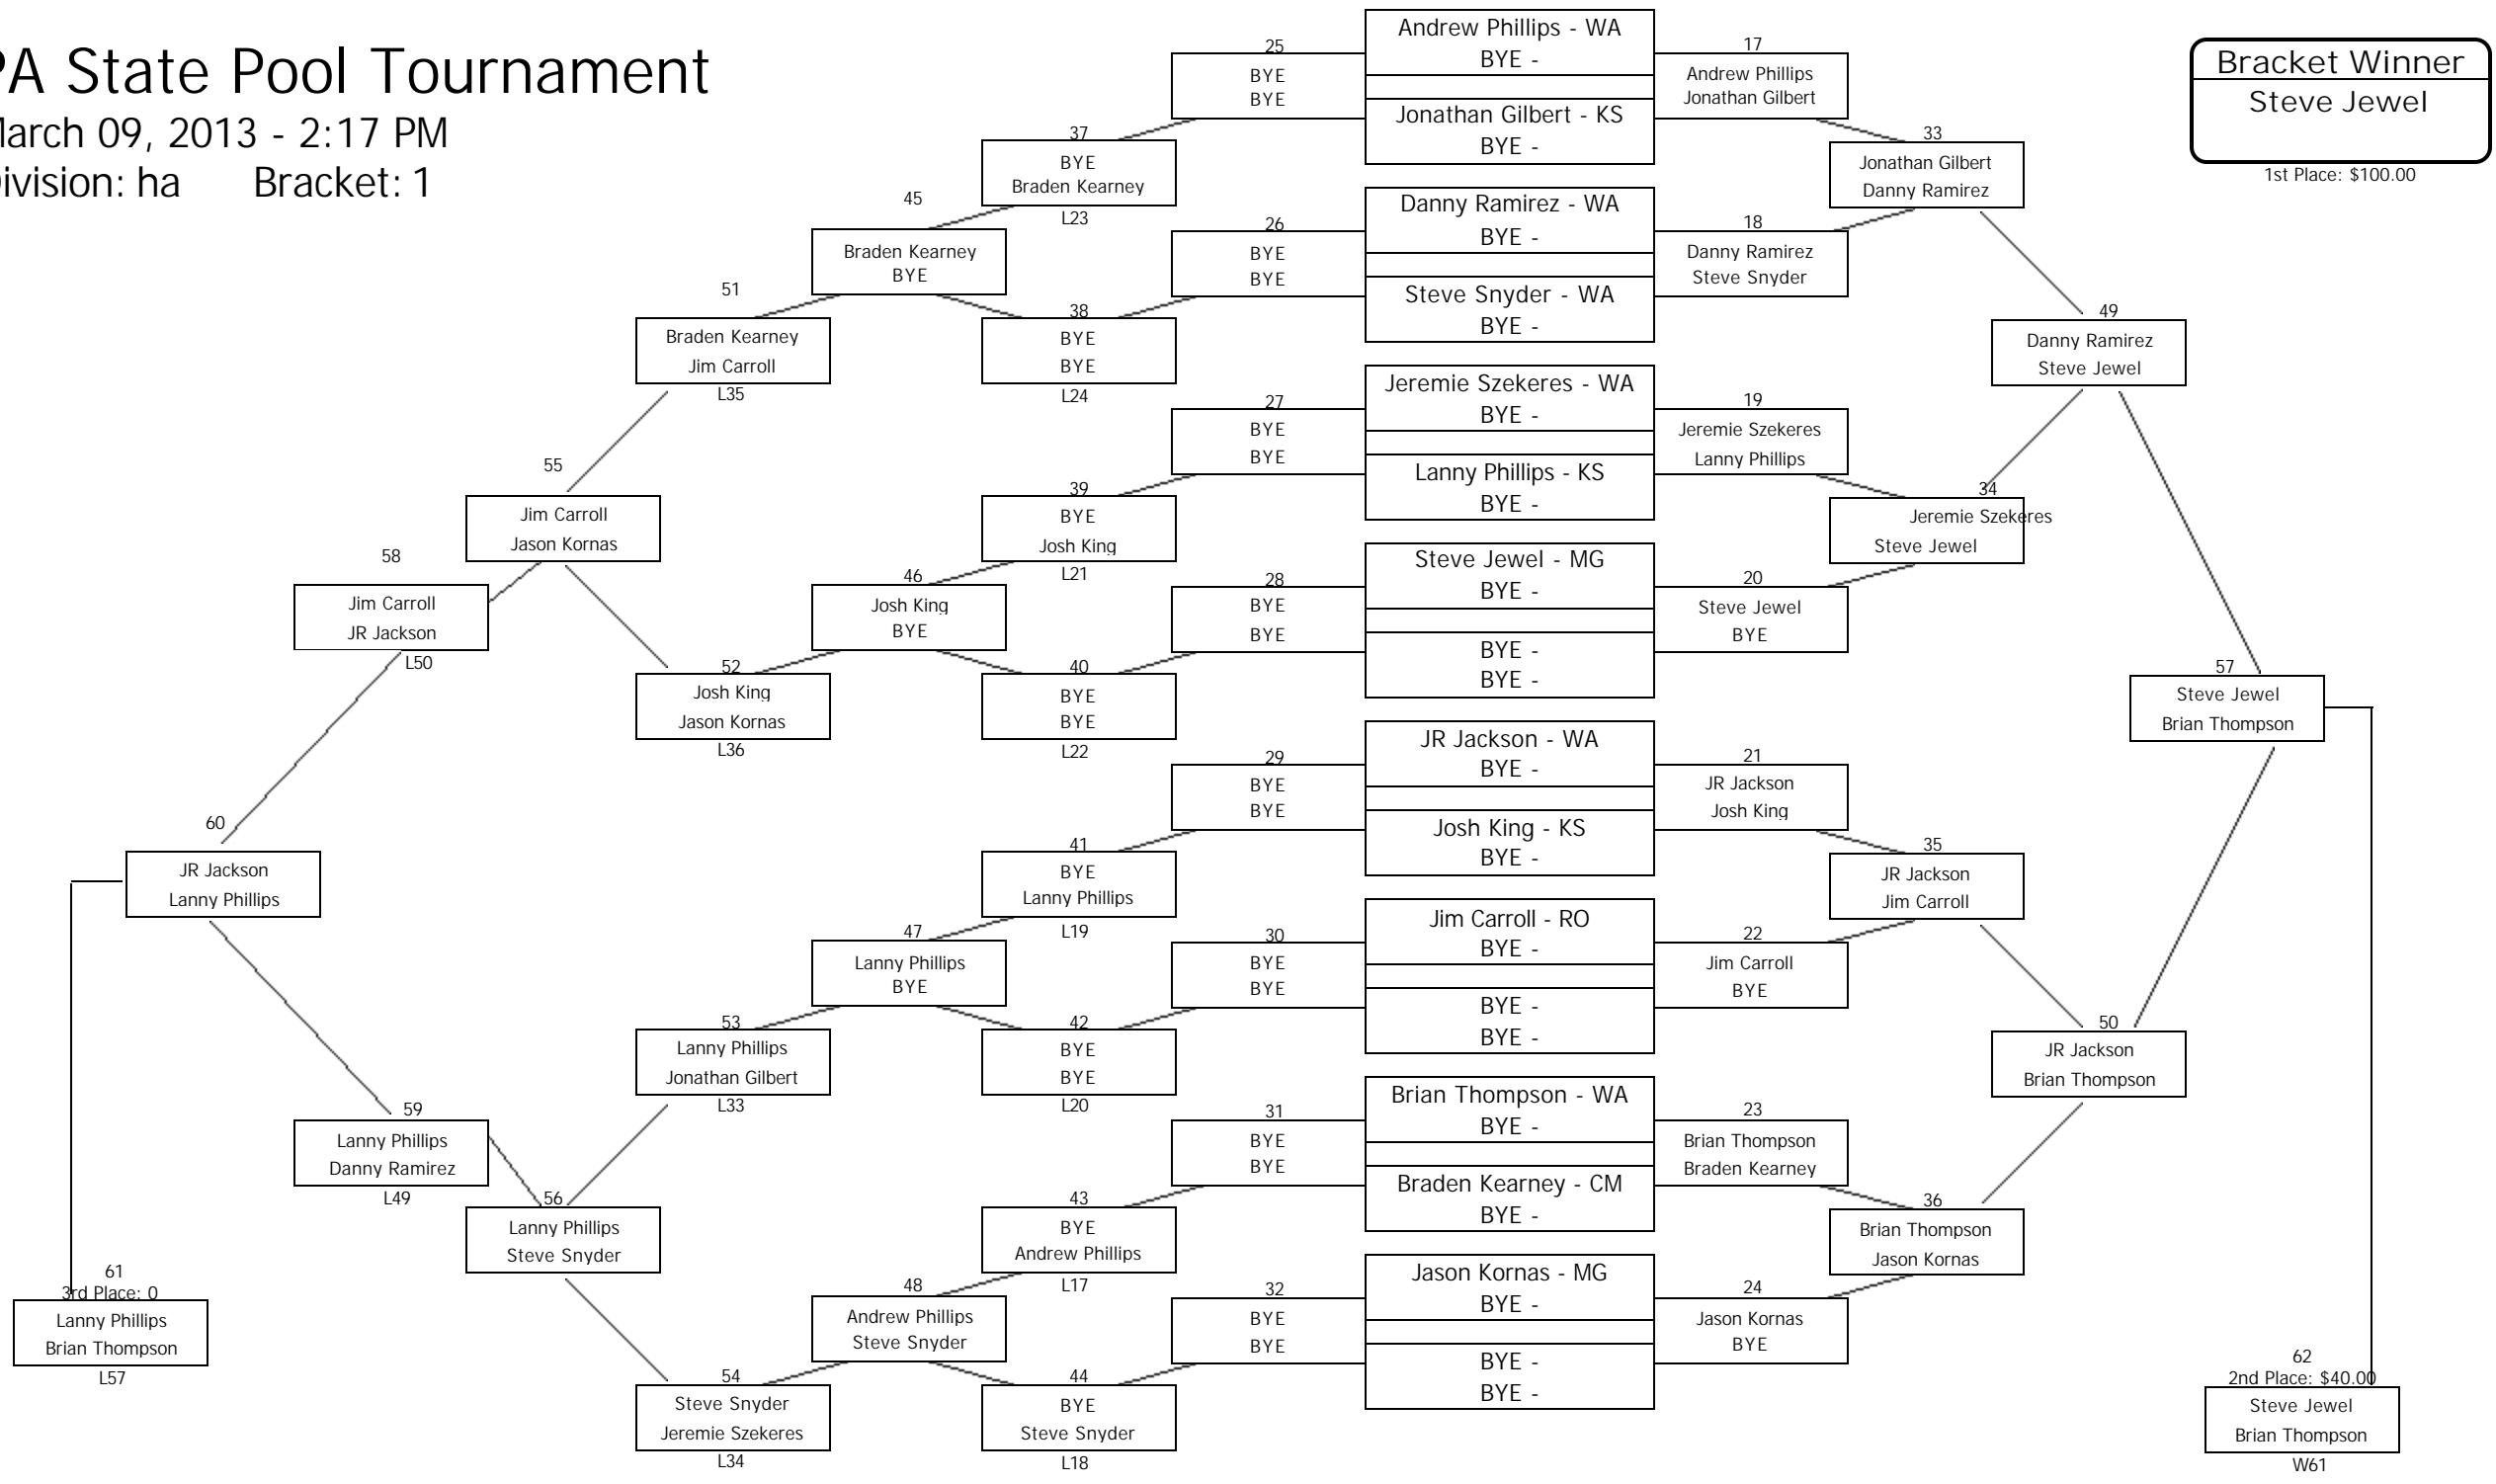 PA State Pool Tournament
March 09, 2013 - 2:17 PM
Division: ha Bracket: 1
Bracket Winner
Steve Jewel
1st Place: $100.00
61
3rd Place: 0
Lanny Phillips
Brian Thompson
L57
60
JR Jackson
Lanny Phillips
58
Jim Carroll
JR Jackson
L50
59
Lanny Phillips
Danny Ramirez
L49
55
Jim Carroll
Jason Kornas
56
Lanny Phillips
Steve Snyder
51
Braden Kearney
Jim Carroll
L35
52
Josh King
Jason Kornas
L36
53
Lanny Phillips
Jonathan Gilbert
L33
54
Steve Snyder
Jeremie Szekeres
L34
45
Braden Kearney
BYE
46
Josh King
BYE
47
Lanny Phillips
BYE
48
Andrew Phillips
Steve Snyder
37
BYE
Braden Kearney
L23
38
BYE
BYE
L24
39
BYE
Josh King
L21
40
BYE
BYE
L22
41
BYE
Lanny Phillips
L19
42
BYE
BYE
L20
43
BYE
Andrew Phillips
L17
44
BYE
Steve Snyder
L18
25
BYE
BYE
26
BYE
BYE
27
BYE
BYE
28
BYE
BYE
29
BYE
BYE
30
BYE
BYE
31
BYE
BYE
32
BYE
BYE
Andrew Phillips - WA
BYE -
Jonathan Gilbert - KS
BYE -
Danny Ramirez - WA
BYE -
Steve Snyder - WA
BYE -
Jeremie Szekeres - WA
BYE -
Lanny Phillips - KS
BYE -
Steve Jewel - MG
BYE -
BYE -
BYE -
JR Jackson - WA
BYE -
Josh King - KS
BYE -
Jim Carroll - RO
BYE -
BYE -
BYE -
Brian Thompson - WA
BYE -
Braden Kearney - CM
BYE -
Jason Kornas - MG
BYE -
BYE -
BYE -
17
Andrew Phillips
Jonathan Gilbert
18
Danny Ramirez
Steve Snyder
19
Jeremie Szekeres
Lanny Phillips
20
Steve Jewel
BYE
21
JR Jackson
Josh King
22
Jim Carroll
BYE
23
Brian Thompson
Braden Kearney
24
Jason Kornas
BYE
33
Jonathan Gilbert
Danny Ramirez
34
Jeremie Szekeres
Steve Jewel
35
JR Jackson
Jim Carroll
36
Brian Thompson
Jason Kornas
49
Danny Ramirez
Steve Jewel
50
JR Jackson
Brian Thompson
57
Steve Jewel
Brian Thompson
62
2nd Place: $40.00
Steve Jewel
Brian Thompson
W61